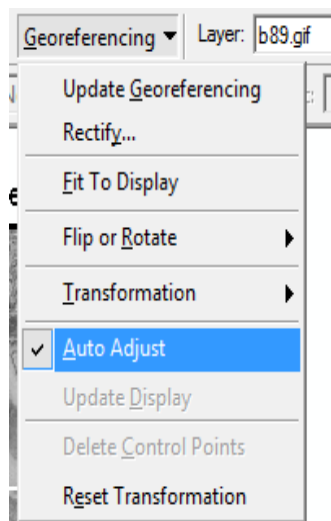 Georeferencing Layer: b89.gif
Update Georeferencing
Rectify...
Fit To Display
Flip or Rotate
Transformation
Auto Adjust
Update Display
Delete Control Points
Reset Transformation